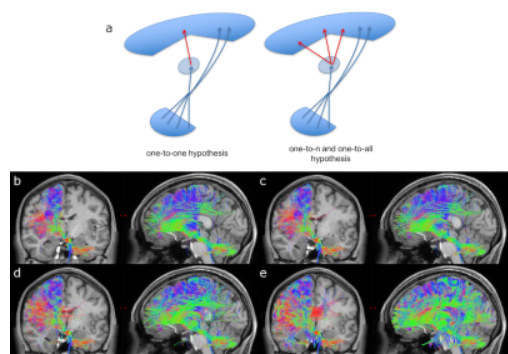 a
one-to-one hypothesis
one-to-n and one-to-all
hypothesis
b
c
d
e